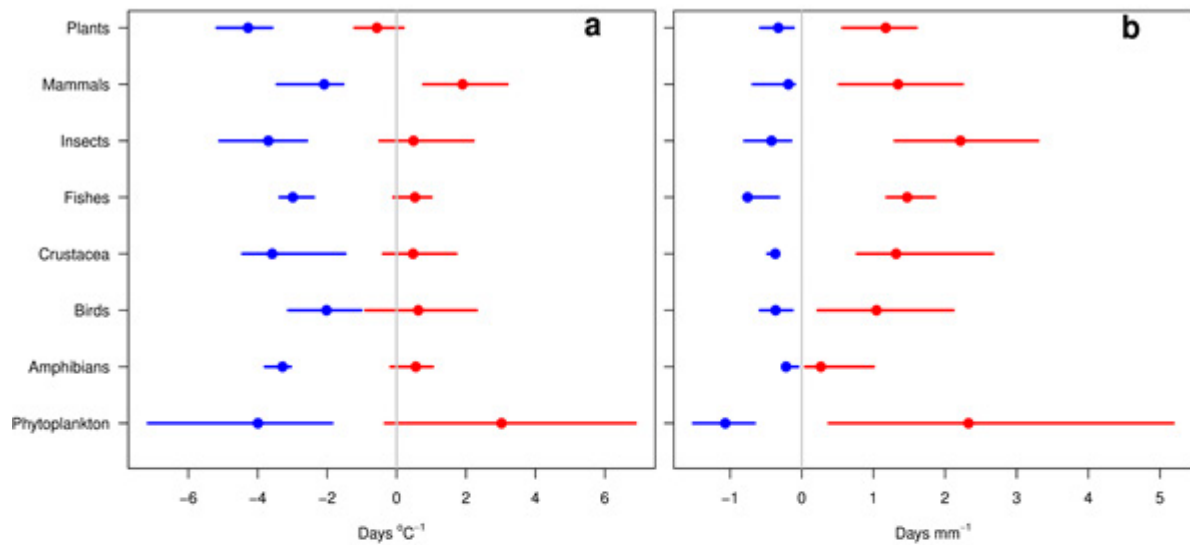 a
b
Plants
Mammals
Insects
Fishes
Crustacea
Birds
Amphibians
Phytoplankton
−6 −4 −2 0 2 4 6
−1 0 1 2 3 4 5
Days ºC⁻¹
Days mm⁻¹